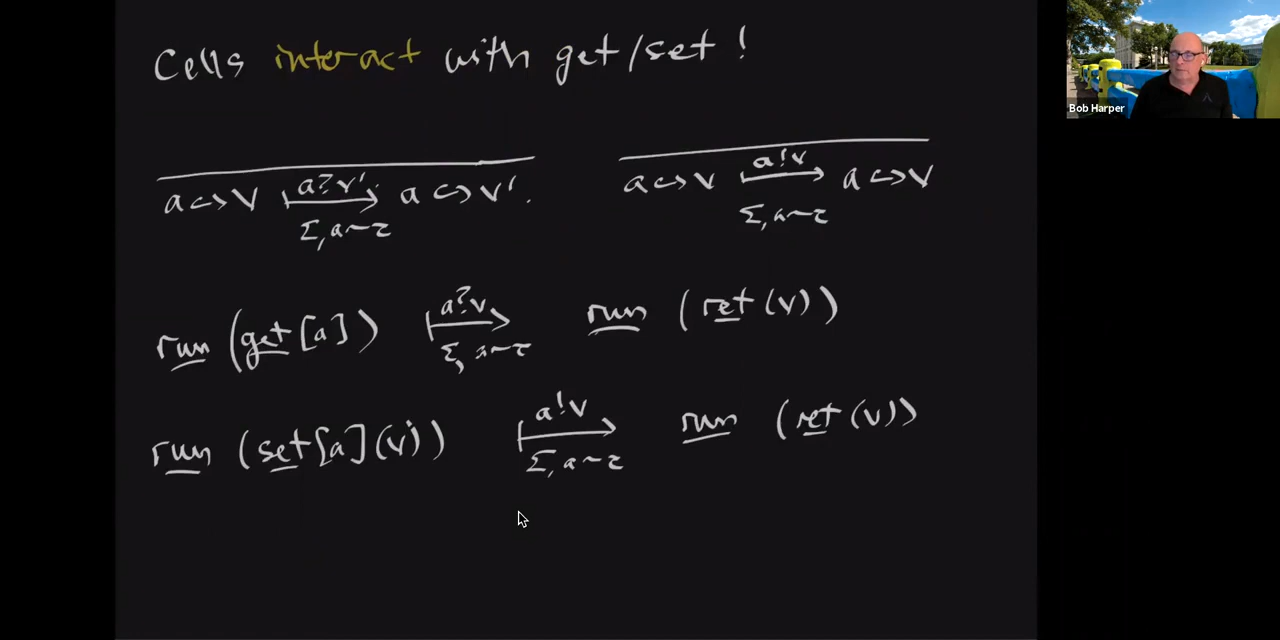 Cells interact with get/set!
Bob Harper
a ↪ v ⟼ a?v' Σ, a~τ a ↪ v'.
a ↪ v ⟼ a!v Σ, a~τ a ↪ v
run (get[a]) ⟼ a?v Σ, a~τ run (ret(v))
run (set[a](v)) ⟼ a!v Σ, a~τ run (ret(v))